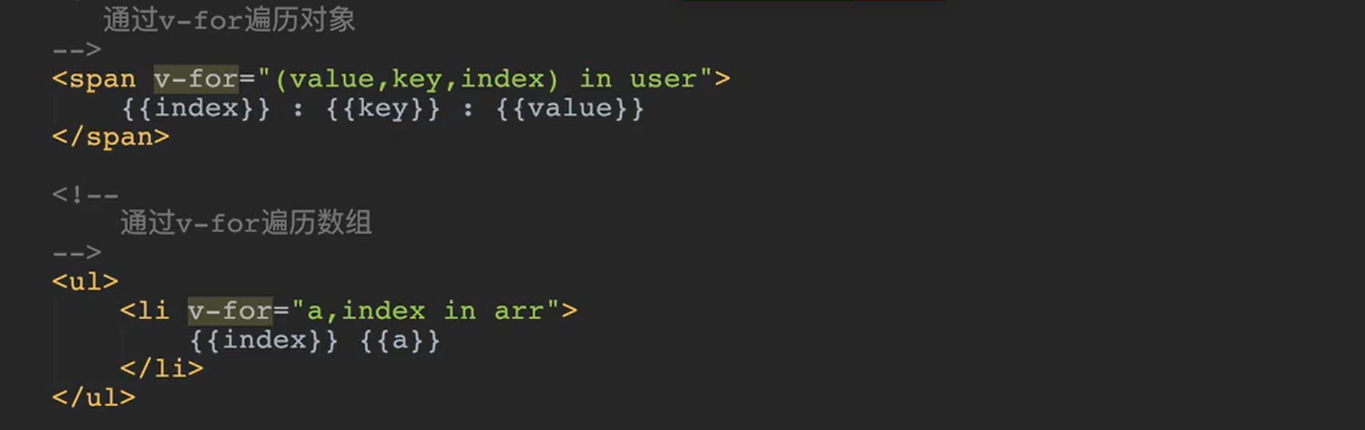 通过v-for遍历对象
-->
<span v-for="(value,key,index) in user">
{{index}} : {{key}} : {{value}}
</span>
<!--
通过v-for遍历数组
-->
<ul>
<li v-for="a,index in arr">
{{index}} {{a}}
</li>
</ul>